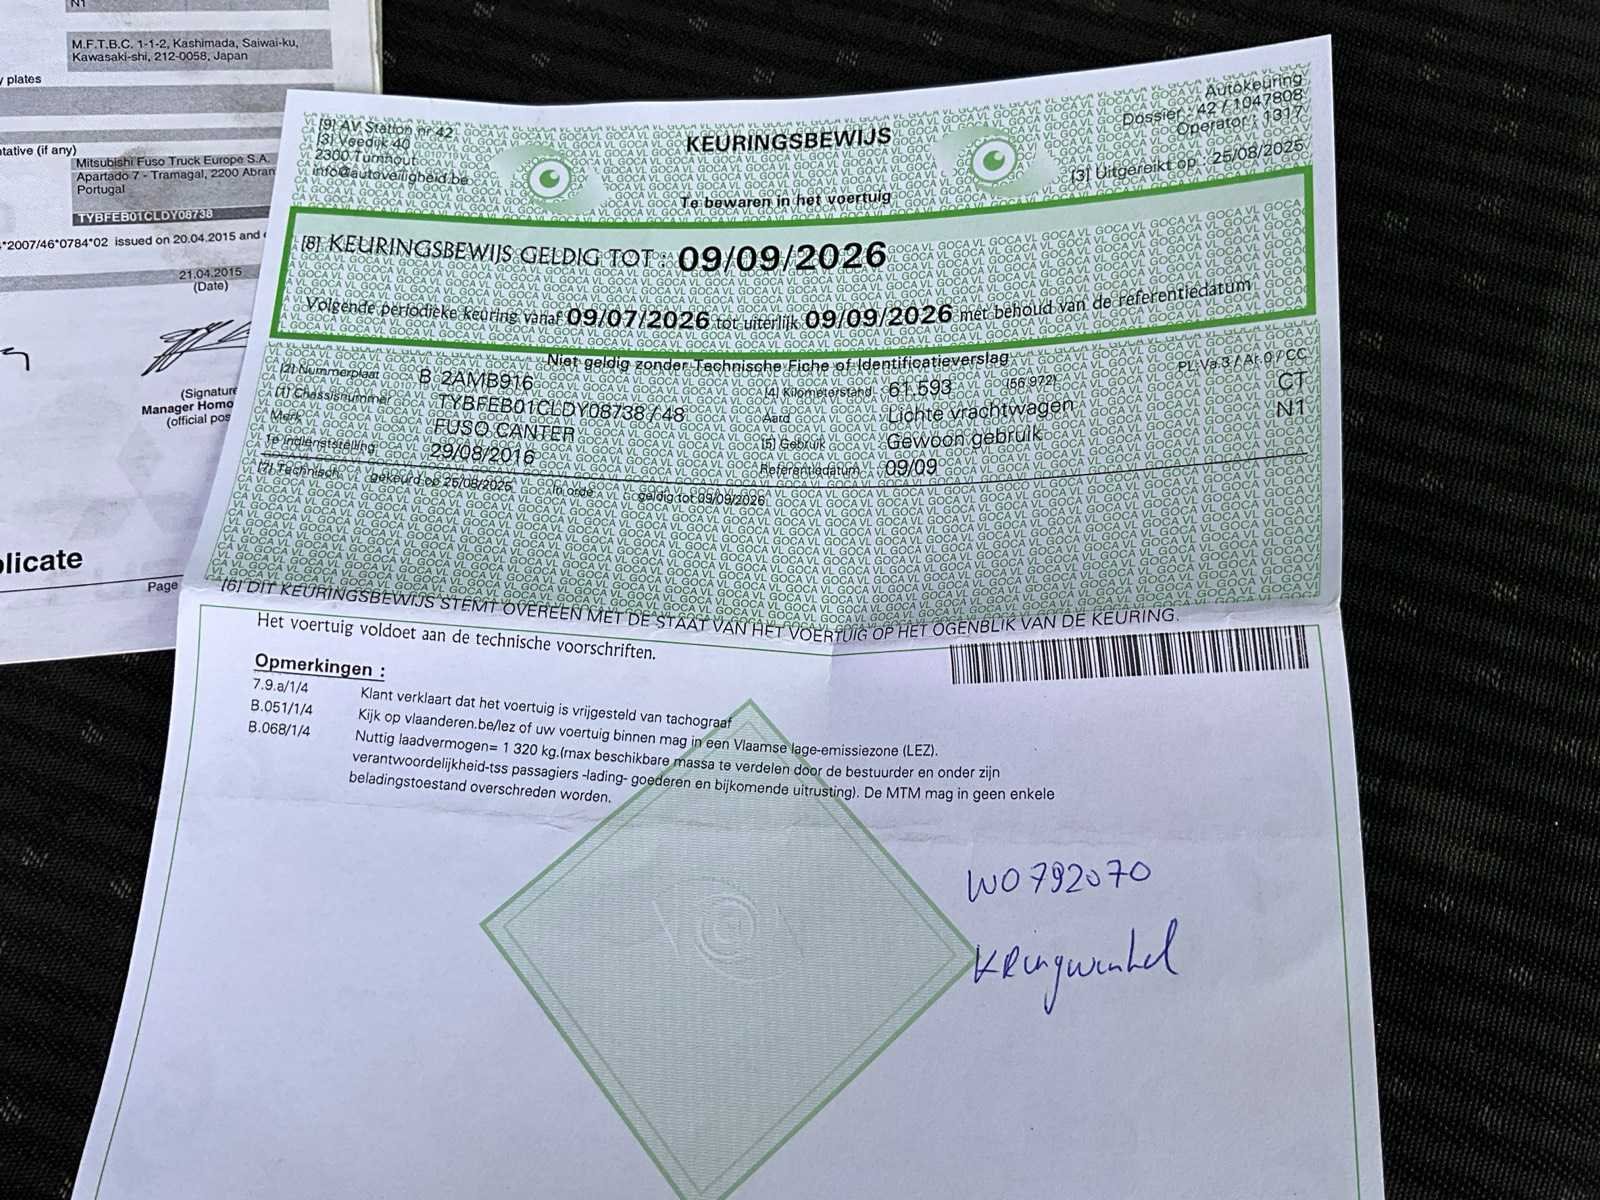 N1
M.F.T.B.C. 1-1-2, Kashimada, Saiwai-ku,
Kawasaki-shi, 212-0058, Japan
y plates
ntative (if any)
Mitsubishi Fuso Truck Europe S.A.
Apartado 7 - Tramagal, 2200 Abran
Portugal
TYBFEB01CLDY08738
*2007/46*0784*02 issued on 20.04.2015 and
21.04.2015
(Date)
(Signature
Manager Homo
(official pos
plicate
Page
[9] AV Station nr 42
[3] Veedijk 40
2300 Turnhout
info@autoveiligheid.be
KEURINGSBEWIJS
Te bewaren in het voertuig
Autokeuring
Dossier : 42 / 1047808
Operator : 1317
[3] Uitgereikt op : 25/08/2025
[8] KEURINGSBEWIJS GELDIG TOT : 09/09/2026
Volgende periodieke keuring vanaf 09/07/2026 tot uiterlijk 09/09/2026 met behoud van de referentiedatum
Niet geldig zonder Technische Fiche of Identificatieverslag
[2] Nummerplaat B 2AMB916
[1] Chassisnummer TYBFEB01CLDY08738 / 48
Merk FUSO CANTER
1e indienststelling 29/08/2016
[4] Kilometerstand 61.593 (56.972)
Aard Lichte vrachtwagen
[5] Gebruik Gewoon gebruik
Referentiedatum 09/09
PL: Va.3 / Ar.0 / CC
CT
N1
[7] Technisch gekeurd op 25/08/2025 In orde geldig tot 09/09/2026
[6] DIT KEURINGSBEWIJS STEMT OVEREEN MET DE STAAT VAN HET VOERTUIG OP HET OGENBLIK VAN DE KEURING.
Het voertuig voldoet aan de technische voorschriften.
Opmerkingen :
7.9.a/1/4 Klant verklaart dat het voertuig is vrijgesteld van tachograaf
B.051/1/4 Kijk op vlaanderen.be/lez of uw voertuig binnen mag in een Vlaamse lage-emissiezone (LEZ).
B.068/1/4 Nuttig laadvermogen= 1 320 kg.(max beschikbare massa te verdelen door de bestuurder en onder zijn
verantwoordelijkheid-tss passagiers -lading- goederen en bijkomende uitrusting). De MTM mag in geen enkele
beladingstoestand overschreden worden.
WO792070
KRingwinkel